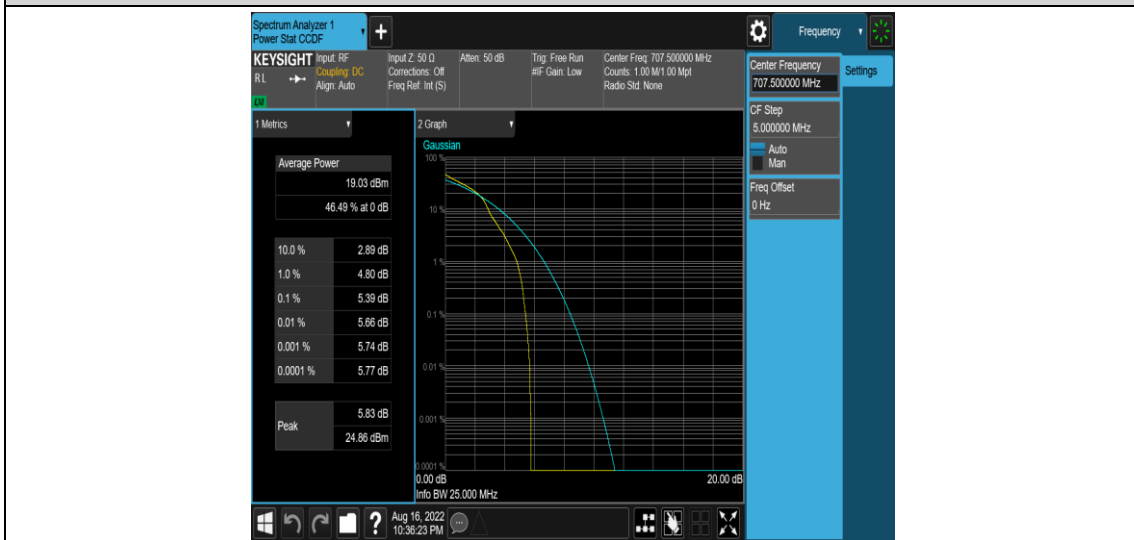 Spectrum Analyzer 1
Power Stat CCDF
+
Frequency
KEYSIGHT
RL
LXI
Input: RF
Coupling: DC
Align: Auto
Input Z: 50 Ω
Corrections: Off
Freq Ref: Int (S)
Atten: 50 dB
Trig: Free Run
#IF Gain: Low
Center Freq: 707.500000 MHz
Counts: 1.00 M/1.00 Mpt
Radio Std: None
Center Frequency
707.500000 MHz
Settings
CF Step
5.000000 MHz
Auto
Man
Freq Offset
0 Hz
1 Metrics
Average Power
19.03 dBm
46.49 % at 0 dB
10.0 % 2.89 dB
1.0 % 4.80 dB
0.1 % 5.39 dB
0.01 % 5.66 dB
0.001 % 5.74 dB
0.0001 % 5.77 dB
Peak 5.83 dB
24.86 dBm
2 Graph
Gaussian
100 %
10 %
1 %
0.1 %
0.01 %
0.001 %
0.0001 %
0.00 dB 20.00 dB
Info BW 25.000 MHz
?
Aug 16, 2022
10:36:23 PM